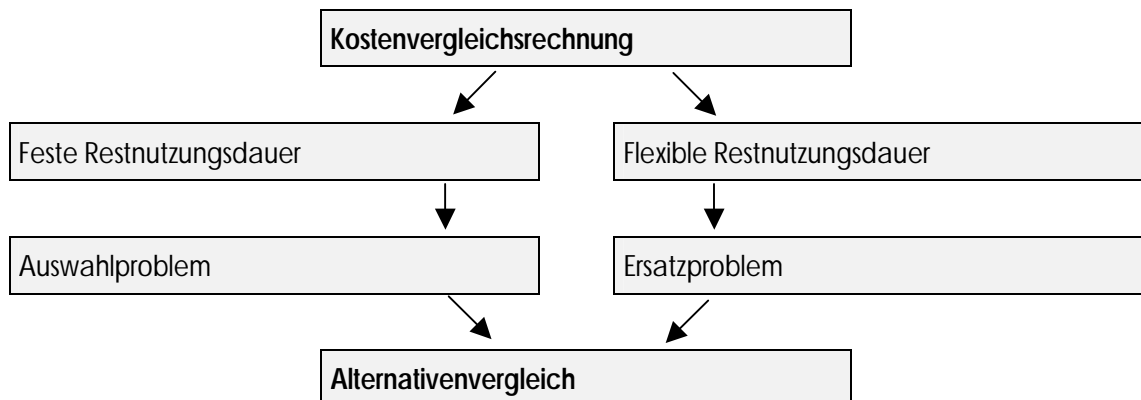 Kostenvergleichsrechnung
Feste Restnutzungsdauer
Flexible Restnutzungsdauer
Auswahlproblem
Ersatzproblem
Alternativenvergleich